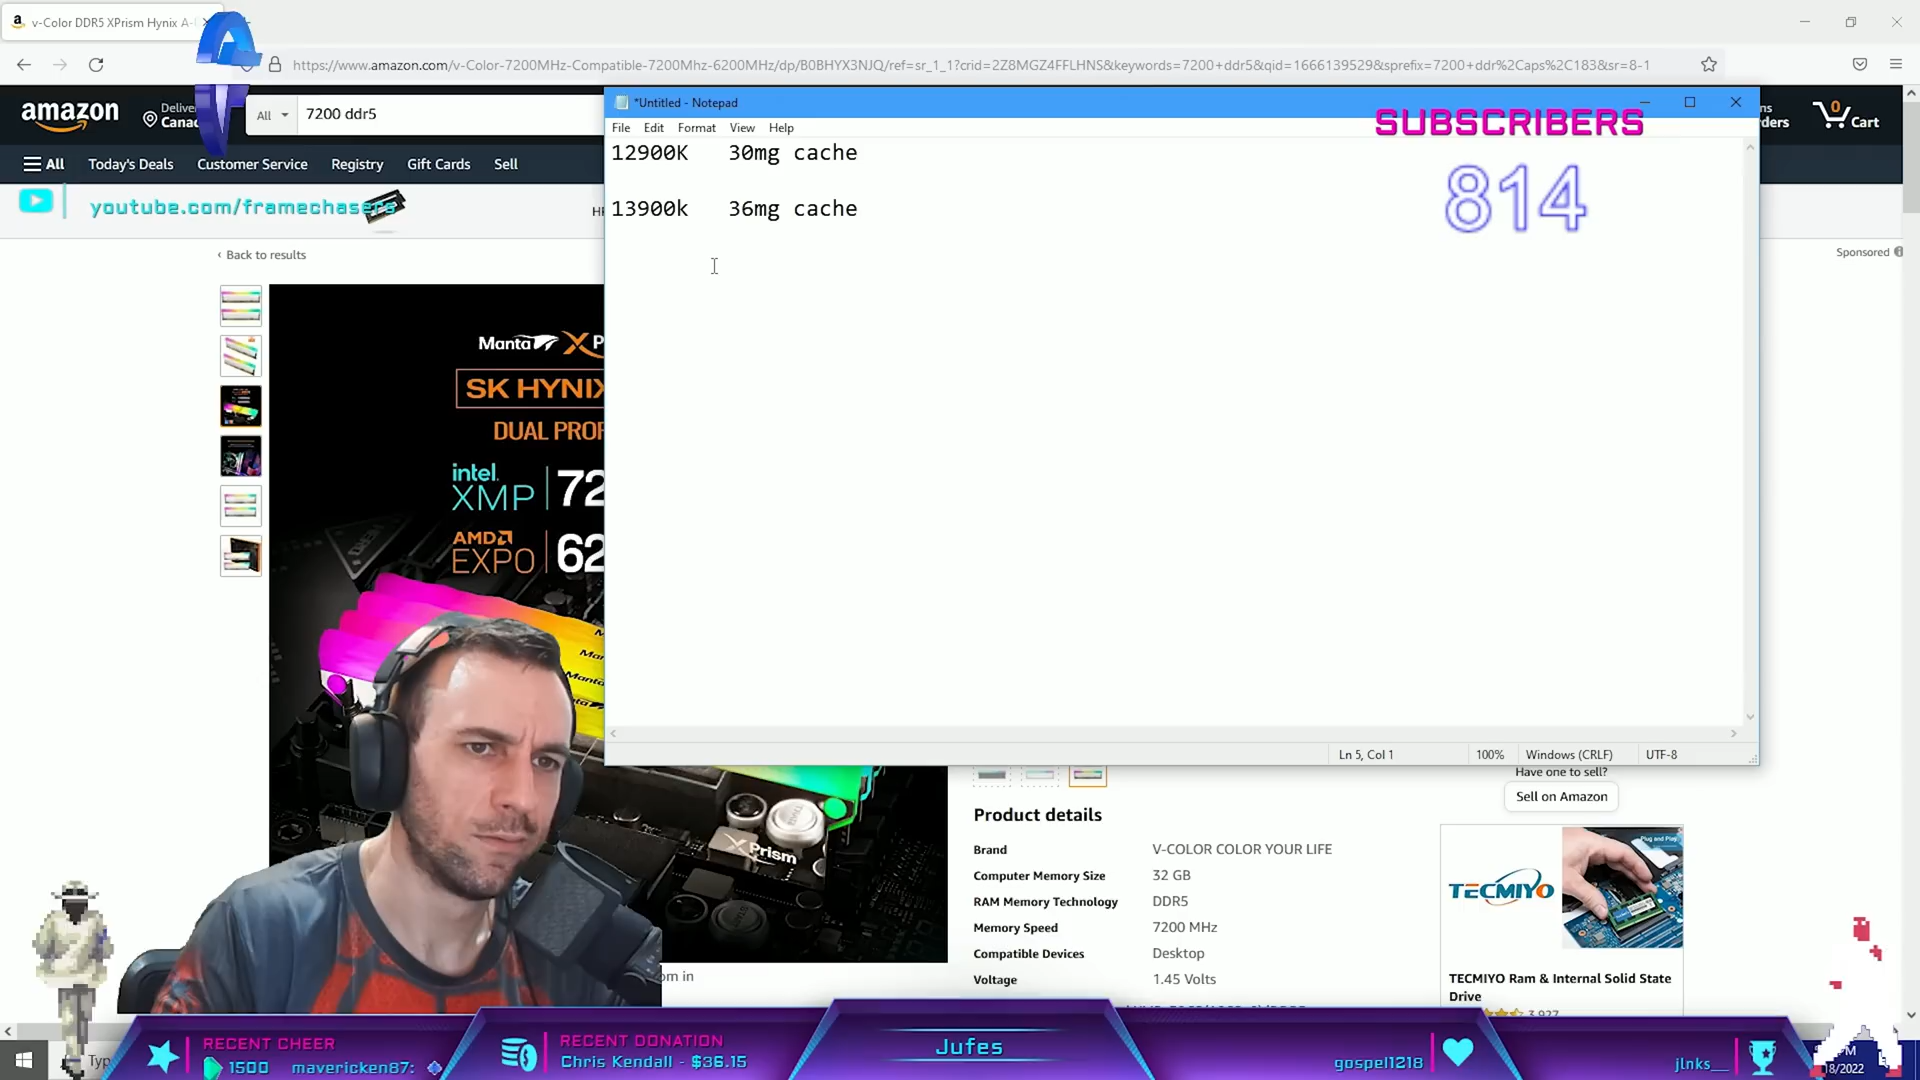 v-Color DDR5 XPrism Hynix A-
https://www.amazon.com/v-Color-7200MHz-Compatible-7200Mhz-6200MHz/dp/B0BHYX3NJQ/ref=sr_1_1?crid=2Z8MGZ4FFLHNS&keywords=7200+ddr5&qid=1666139529&sprefix=7200+ddr%2Caps%2C183&sr=8-1
amazon
All
7200 ddr5
Cart
0
All Today's Deals Customer Service Registry Gift Cards Sell
youtube.com/framechasers
*Untitled - Notepad
File Edit Format View Help
12900K 30mg cache
13900k 36mg cache
SUBSCRIBERS
814
Ln 5, Col 1 100% Windows (CRLF) UTF-8
‹ Back to results
Sponsored
Manta
SK HYNIX
intel.
XMP
AMD
EXPO
XPrism
Have one to sell?
Sell on Amazon
Product details
Brand V-COLOR COLOR YOUR LIFE
Computer Memory Size 32 GB
RAM Memory Technology DDR5
Memory Speed 7200 MHz
Compatible Devices Desktop
Voltage 1.45 Volts
Plug and Play
TECMIYO
TECMIYO Ram & Internal Solid State
Drive
3,927
RECENT CHEER
1500 mavericken87:
RECENT DONATION
Chris Kendall - $36.15
Jufes
gospel1218
jlnks__